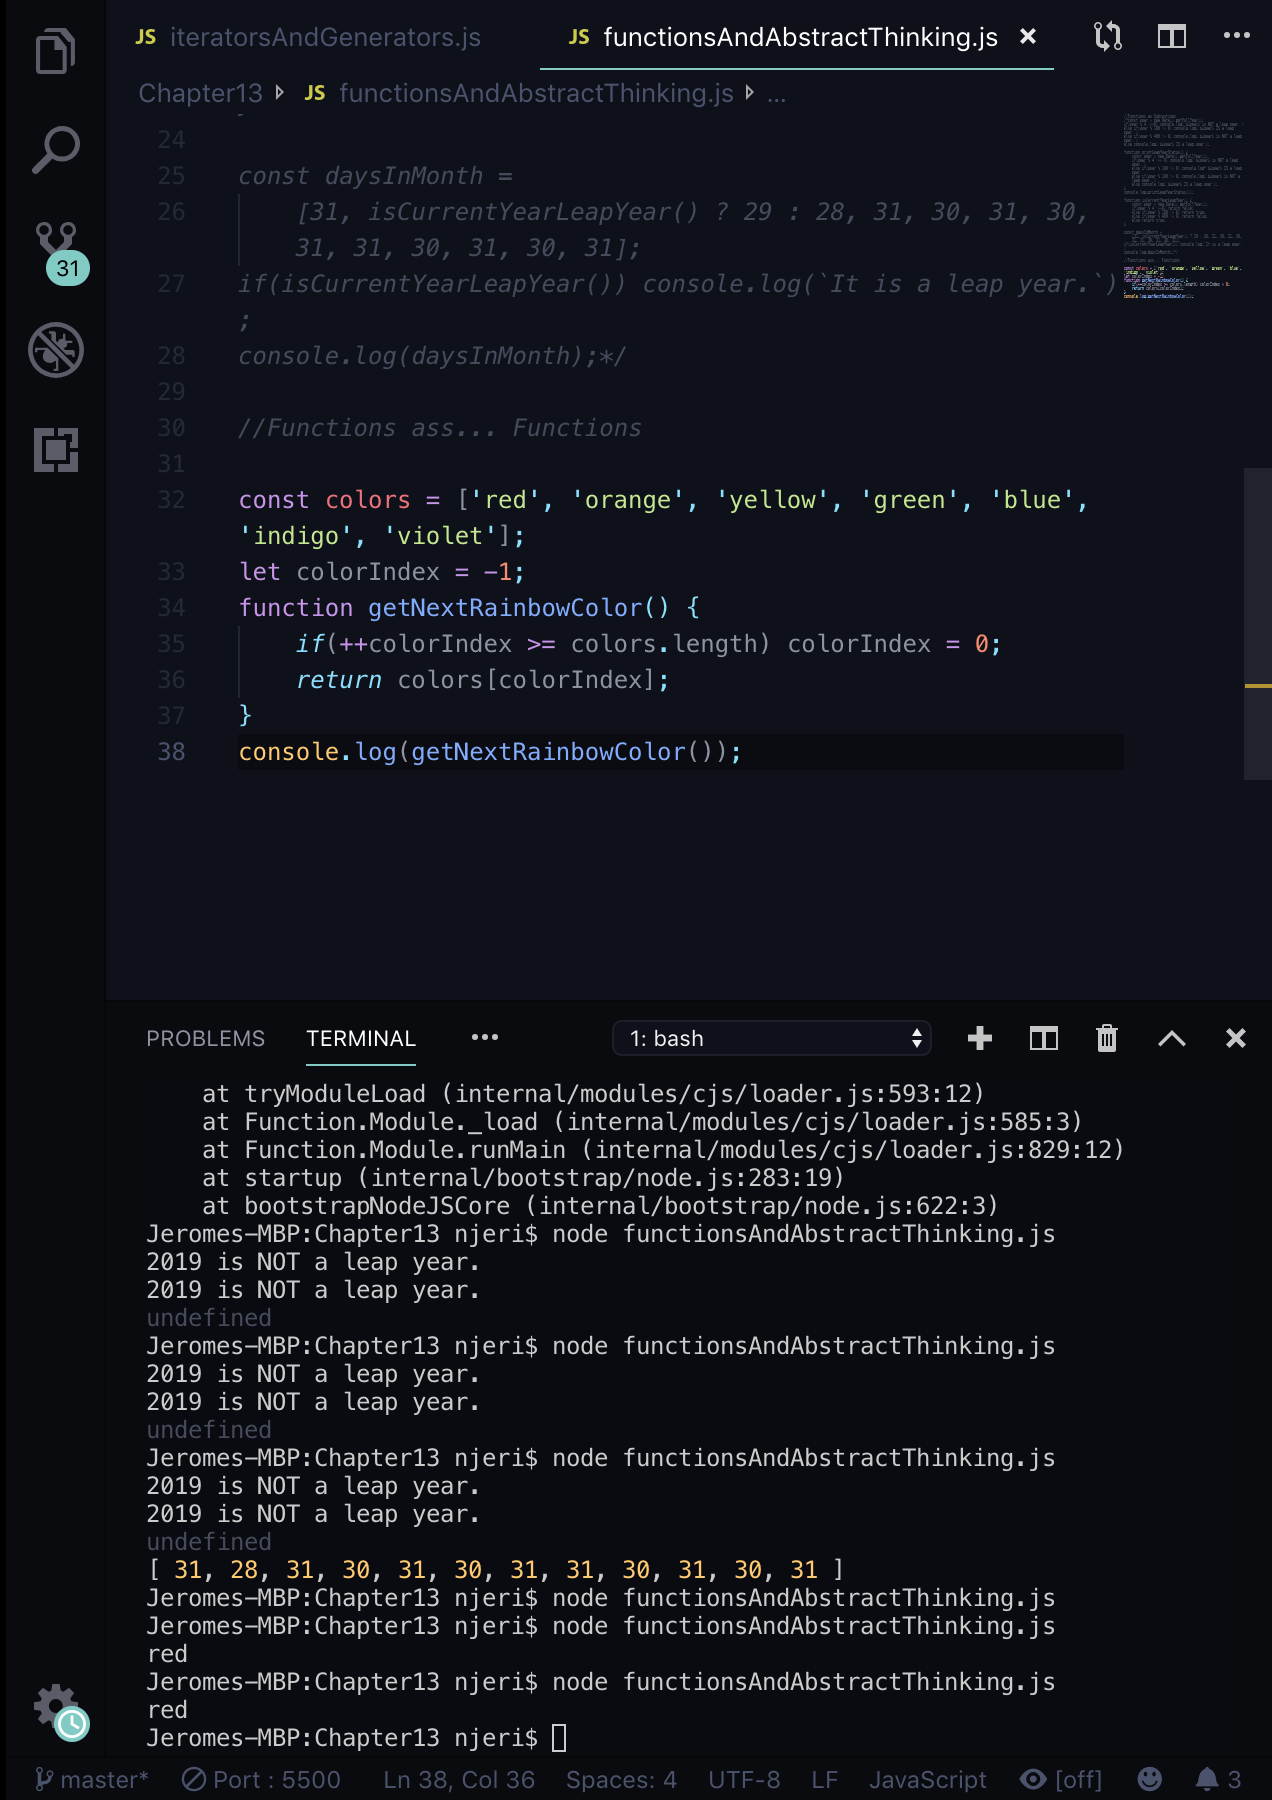 JS iteratorsAndGenerators.js
JS functionsAndAbstractThinking.js
Chapter13 JS functionsAndAbstractThinking.js ...
24
25 const daysInMonth =
26 [31, isCurrentYearLeapYear() ? 29 : 28, 31, 30, 31, 30,
31, 31, 30, 31, 30, 31];
27 if(isCurrentYearLeapYear()) console.log(`It is a leap year.`)
;
28 console.log(daysInMonth);*/
29
30 //Functions ass... Functions
31
32 const colors = ['red', 'orange', 'yellow', 'green', 'blue',
'indigo', 'violet'];
33 let colorIndex = -1;
34 function getNextRainbowColor() {
35 if(++colorIndex >= colors.length) colorIndex = 0;
36 return colors[colorIndex];
37 }
38 console.log(getNextRainbowColor());
31
PROBLEMS TERMINAL ... 1: bash
at tryModuleLoad (internal/modules/cjs/loader.js:593:12)
at Function.Module._load (internal/modules/cjs/loader.js:585:3)
at Function.Module.runMain (internal/modules/cjs/loader.js:829:12)
at startup (internal/bootstrap/node.js:283:19)
at bootstrapNodeJSCore (internal/bootstrap/node.js:622:3)
Jeromes-MBP:Chapter13 njeri$ node functionsAndAbstractThinking.js
2019 is NOT a leap year.
2019 is NOT a leap year.
undefined
Jeromes-MBP:Chapter13 njeri$ node functionsAndAbstractThinking.js
2019 is NOT a leap year.
2019 is NOT a leap year.
undefined
Jeromes-MBP:Chapter13 njeri$ node functionsAndAbstractThinking.js
2019 is NOT a leap year.
2019 is NOT a leap year.
undefined
[ 31, 28, 31, 30, 31, 30, 31, 31, 30, 31, 30, 31 ]
Jeromes-MBP:Chapter13 njeri$ node functionsAndAbstractThinking.js
Jeromes-MBP:Chapter13 njeri$ node functionsAndAbstractThinking.js
red
Jeromes-MBP:Chapter13 njeri$ node functionsAndAbstractThinking.js
red
Jeromes-MBP:Chapter13 njeri$
master* Port : 5500 Ln 38, Col 36 Spaces: 4 UTF-8 LF JavaScript [off] 3